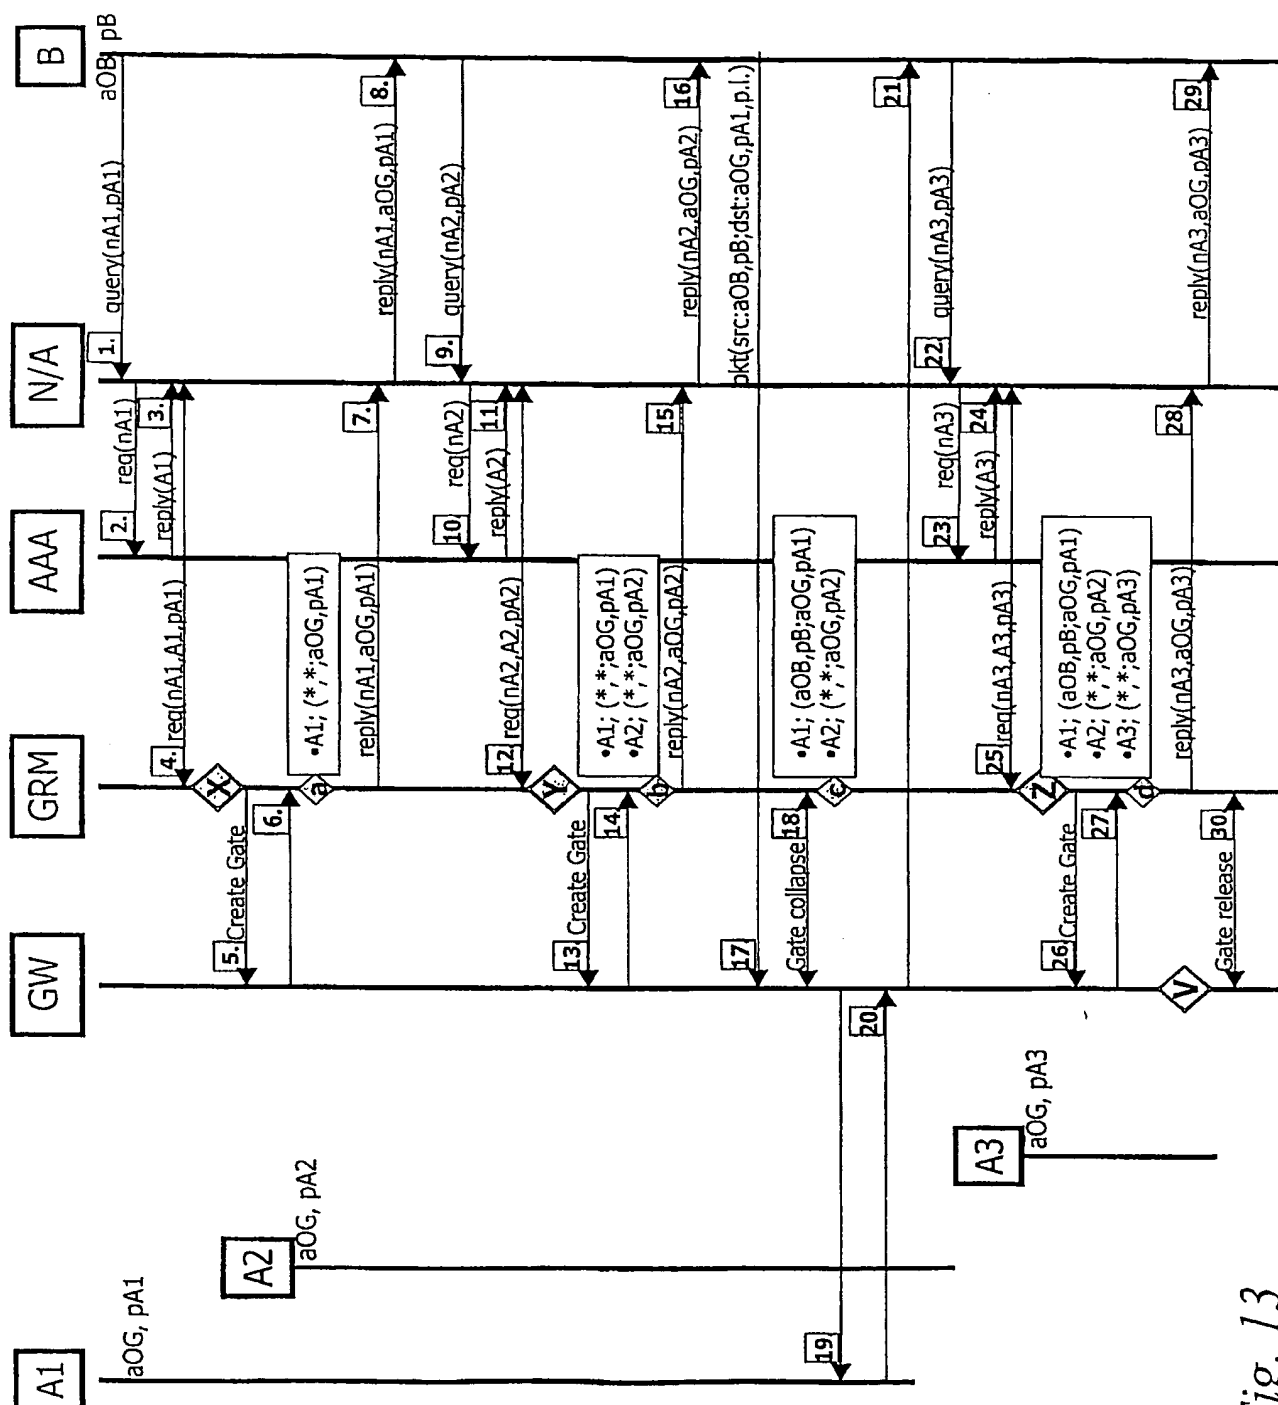 A1
aOG, pA1
A2
aOG, pA2
A3
aOG, pA3
GW
GRM
AAA
N/A
B
aOB, pB
1.
query(nA1,pA1)
2.
req(nA1)
3.
reply(A1)
4.
req(nA1,A1,pA1)
X
5.
Create Gate
6.
a
•A1; (*,*;aOG,pA1)
7.
reply(nA1,aOG,pA1)
8.
reply(nA1,aOG,pA1)
9.
query(nA2,pA2)
10.
req(nA2)
11.
reply(A2)
12.
req(nA2,A2,pA2)
Y
13.
Create Gate
14.
b
•A1; (*,*;aOG,pA1)
•A2; (*,*;aOG,pA2)
15.
reply(nA2,aOG,pA2)
16.
reply(nA2,aOG,pA2)
17.
pkt(src:aOB,pB;dst:aOG,pA1,p.l.)
18.
Gate collapse
c
•A1; (aOB,pB;aOG,pA1)
•A2; (*,*;aOG,pA2)
19
20.
21
22.
query(nA3,pA3)
23.
req(nA3)
24.
reply(A3)
25.
req(nA3,A3,pA3)
Z
26.
Create Gate
27.
d
•A1; (aOB,pB;aOG,pA1)
•A2; (*,*;aOG,pA2)
•A3; (*,*;aOG,pA3)
28.
reply(nA3,aOG,pA3)
29.
reply(nA3,aOG,pA3)
V
30.
Gate release
Fig. 13